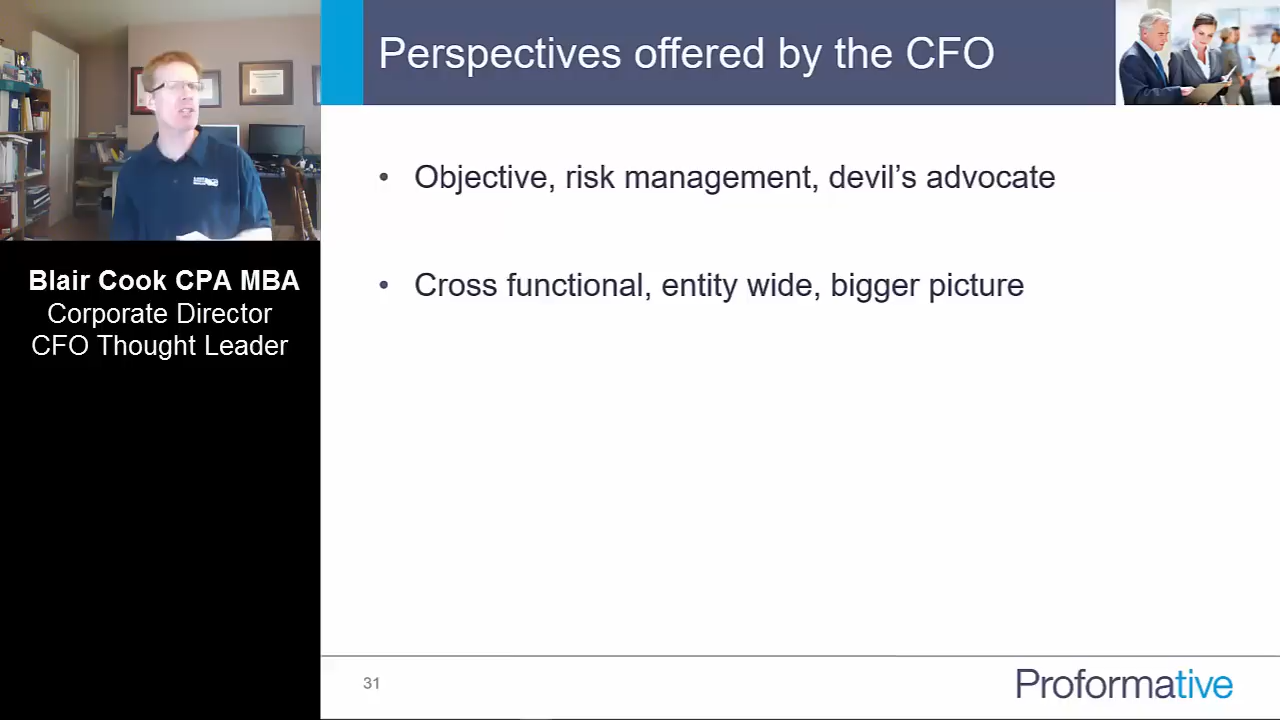 Perspectives offered by the CFO
• Objective, risk management, devil's advocate
• Cross functional, entity wide, bigger picture
Blair Cook CPA MBA
Corporate Director
CFO Thought Leader
31
Proformative